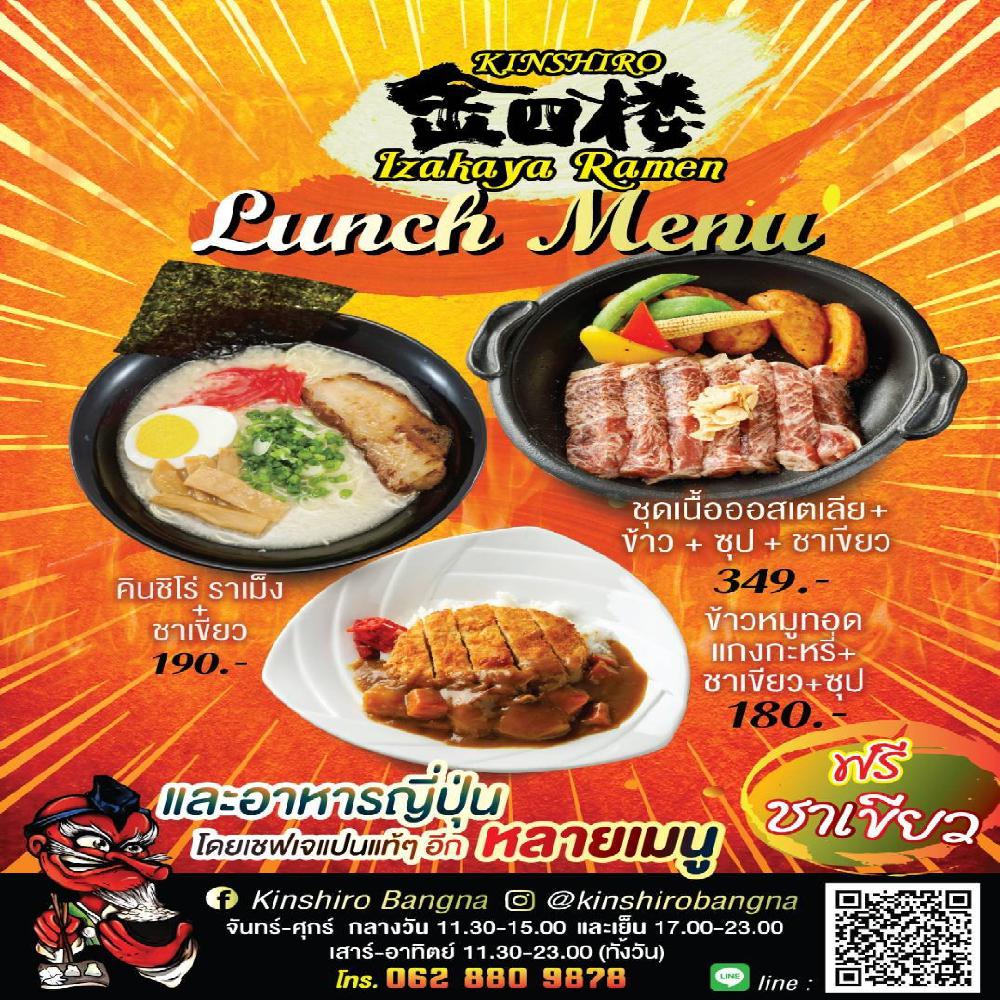 KINSHIRO
金四楼
Izakaya Ramen
Lunch Menu
ชุดเนื้อออสเตเลีย+
ข้าว + ซุป + ชาเขียว
349.-
คินชิโร่ ราเม็ง
+
ชาเขียว
190.-
ข้าวหมูทอด
แกงกะหรี่+
ชาเขียว+ซุป
180.-
ฟรี
ชาเขียว
และอาหารญี่ปุ่น
โดยเชฟเจแปนแท้ๆ อีก หลายเมนู
Kinshiro Bangna @kinshirobangna
จันทร์-ศุกร์ กลางวัน 11.30-15.00 และเย็น 17.00-23.00
เสาร์-อาทิตย์ 11.30-23.00 (ทั้งวัน)
โทร. 062 880 9878
LINE line :